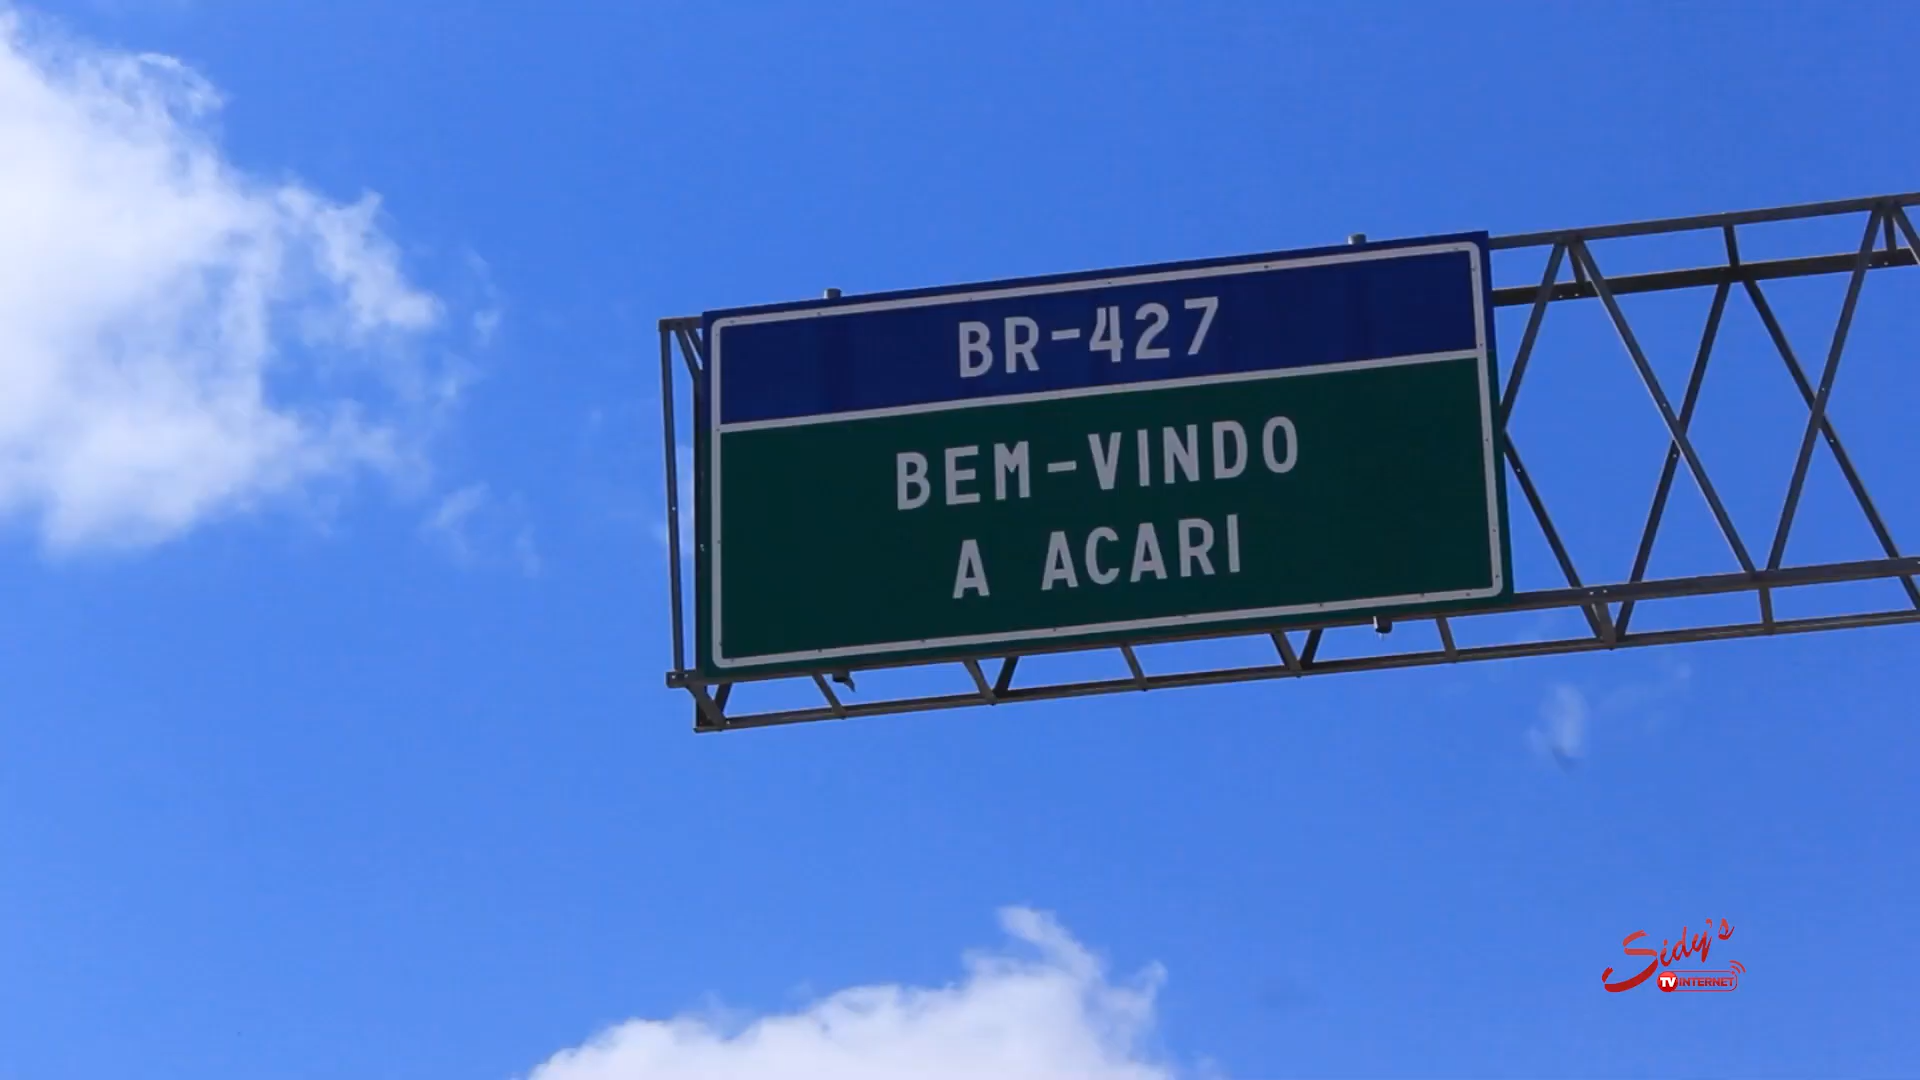 BR-427
BEM-VINDO
A ACARI
Sidy's
TV INTERNET